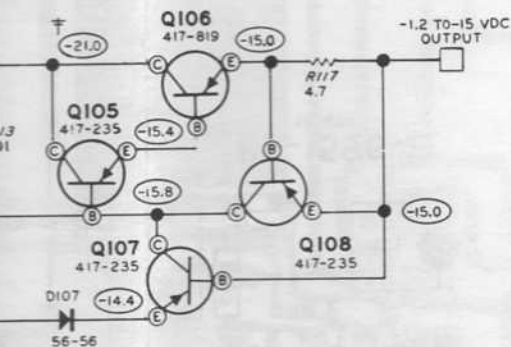 Q106
417-819
-1.2 TO-15 VDC
OUTPUT
-21.0
-15.0
C
E
R117
4.7
B
Q105
417-235
-15.4
C
E
B
B
-15.8
C
E
-15.0
Q107
417-235
C
B
E
Q108
417-235
D107
-14.4
56-56